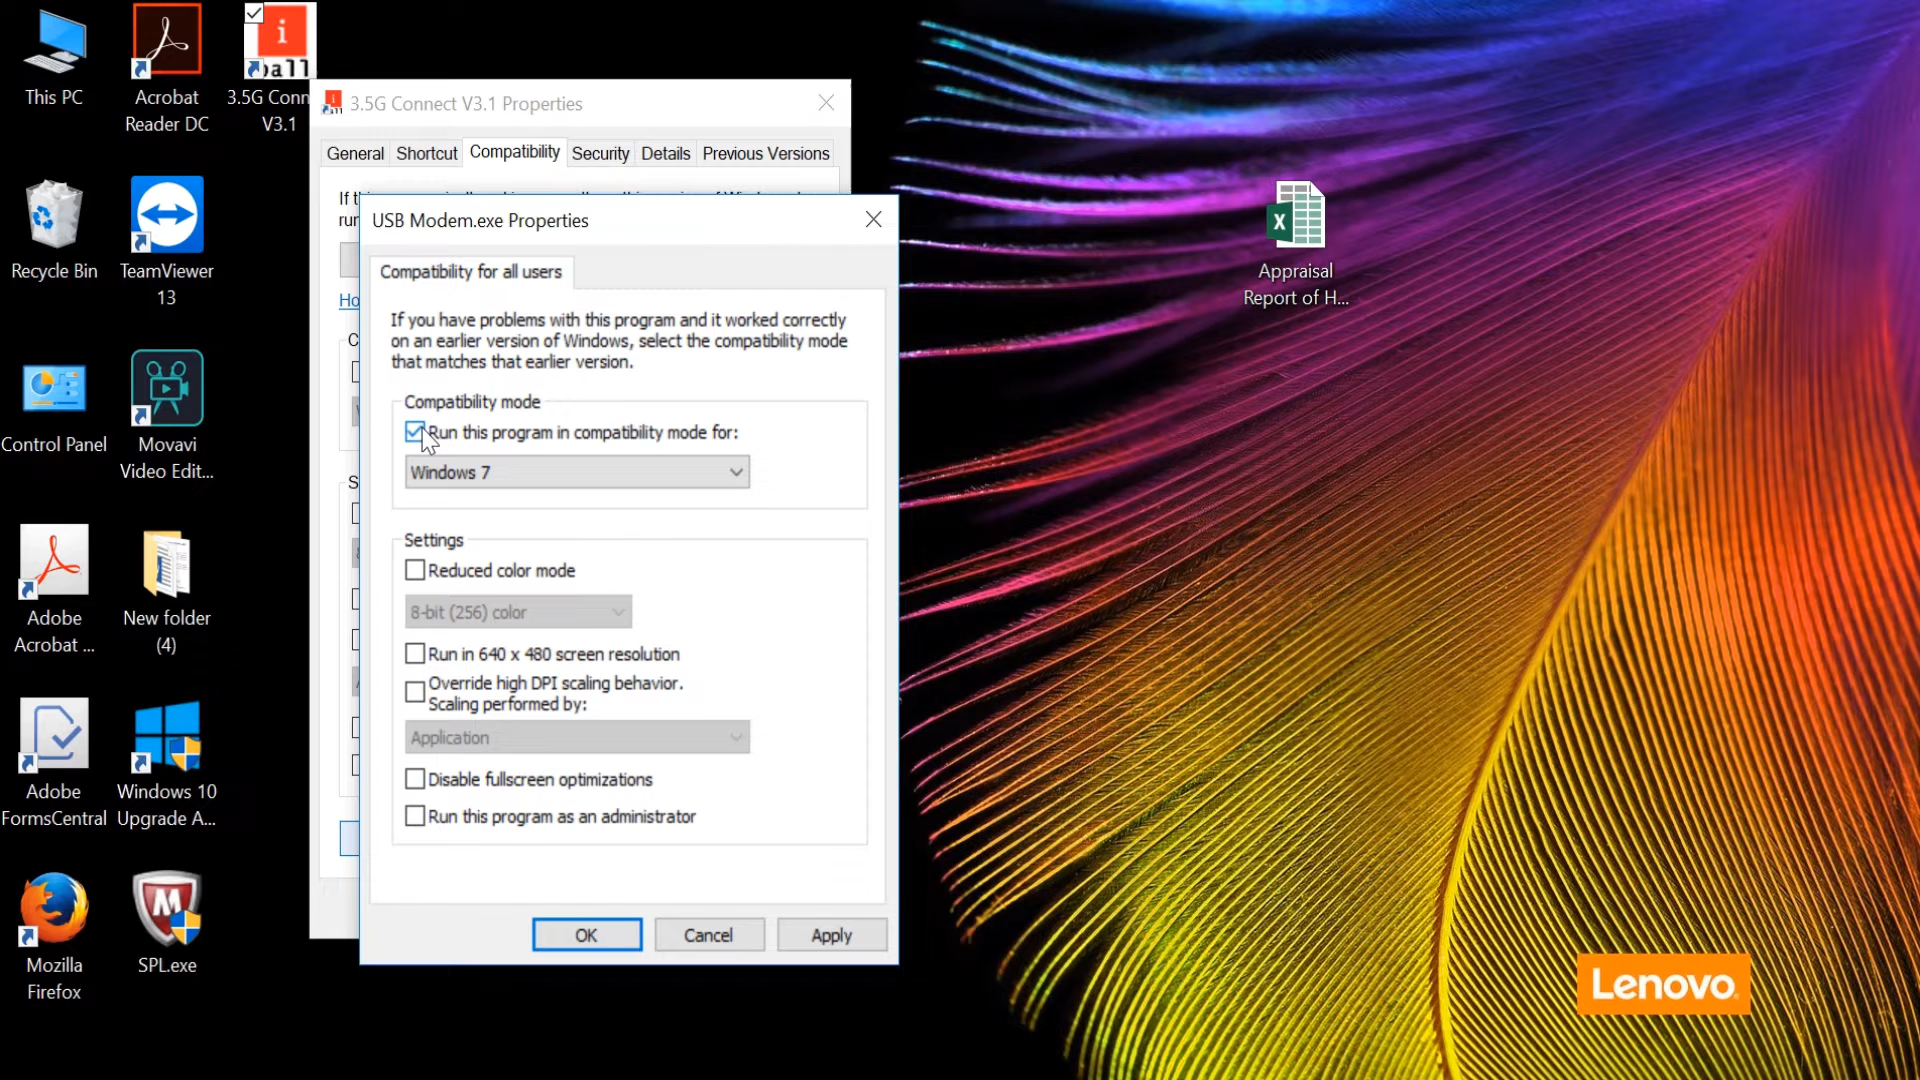 This PC
Acrobat
Reader DC
i
ball
3.5G Conn
V3.1
Recycle Bin
TeamViewer
13
Control Panel
Movavi
Video Edit...
Adobe
Acrobat ...
New folder
(4)
Adobe
FormsCentral
Windows 10
Upgrade A...
Mozilla
Firefox
SPL.exe
3.5G Connect V3.1 Properties
General
Shortcut
Compatibility
Security
Details
Previous Versions
USB Modem.exe Properties
Compatibility for all users
If you have problems with this program and it worked correctly
on an earlier version of Windows, select the compatibility mode
that matches that earlier version.
Compatibility mode
Run this program in compatibility mode for:
Windows 7
Settings
Reduced color mode
8-bit (256) color
Run in 640 x 480 screen resolution
Override high DPI scaling behavior.
Scaling performed by:
Application
Disable fullscreen optimizations
Run this program as an administrator
OK
Cancel
Apply
X
Appraisal
Report of H...
Lenovo